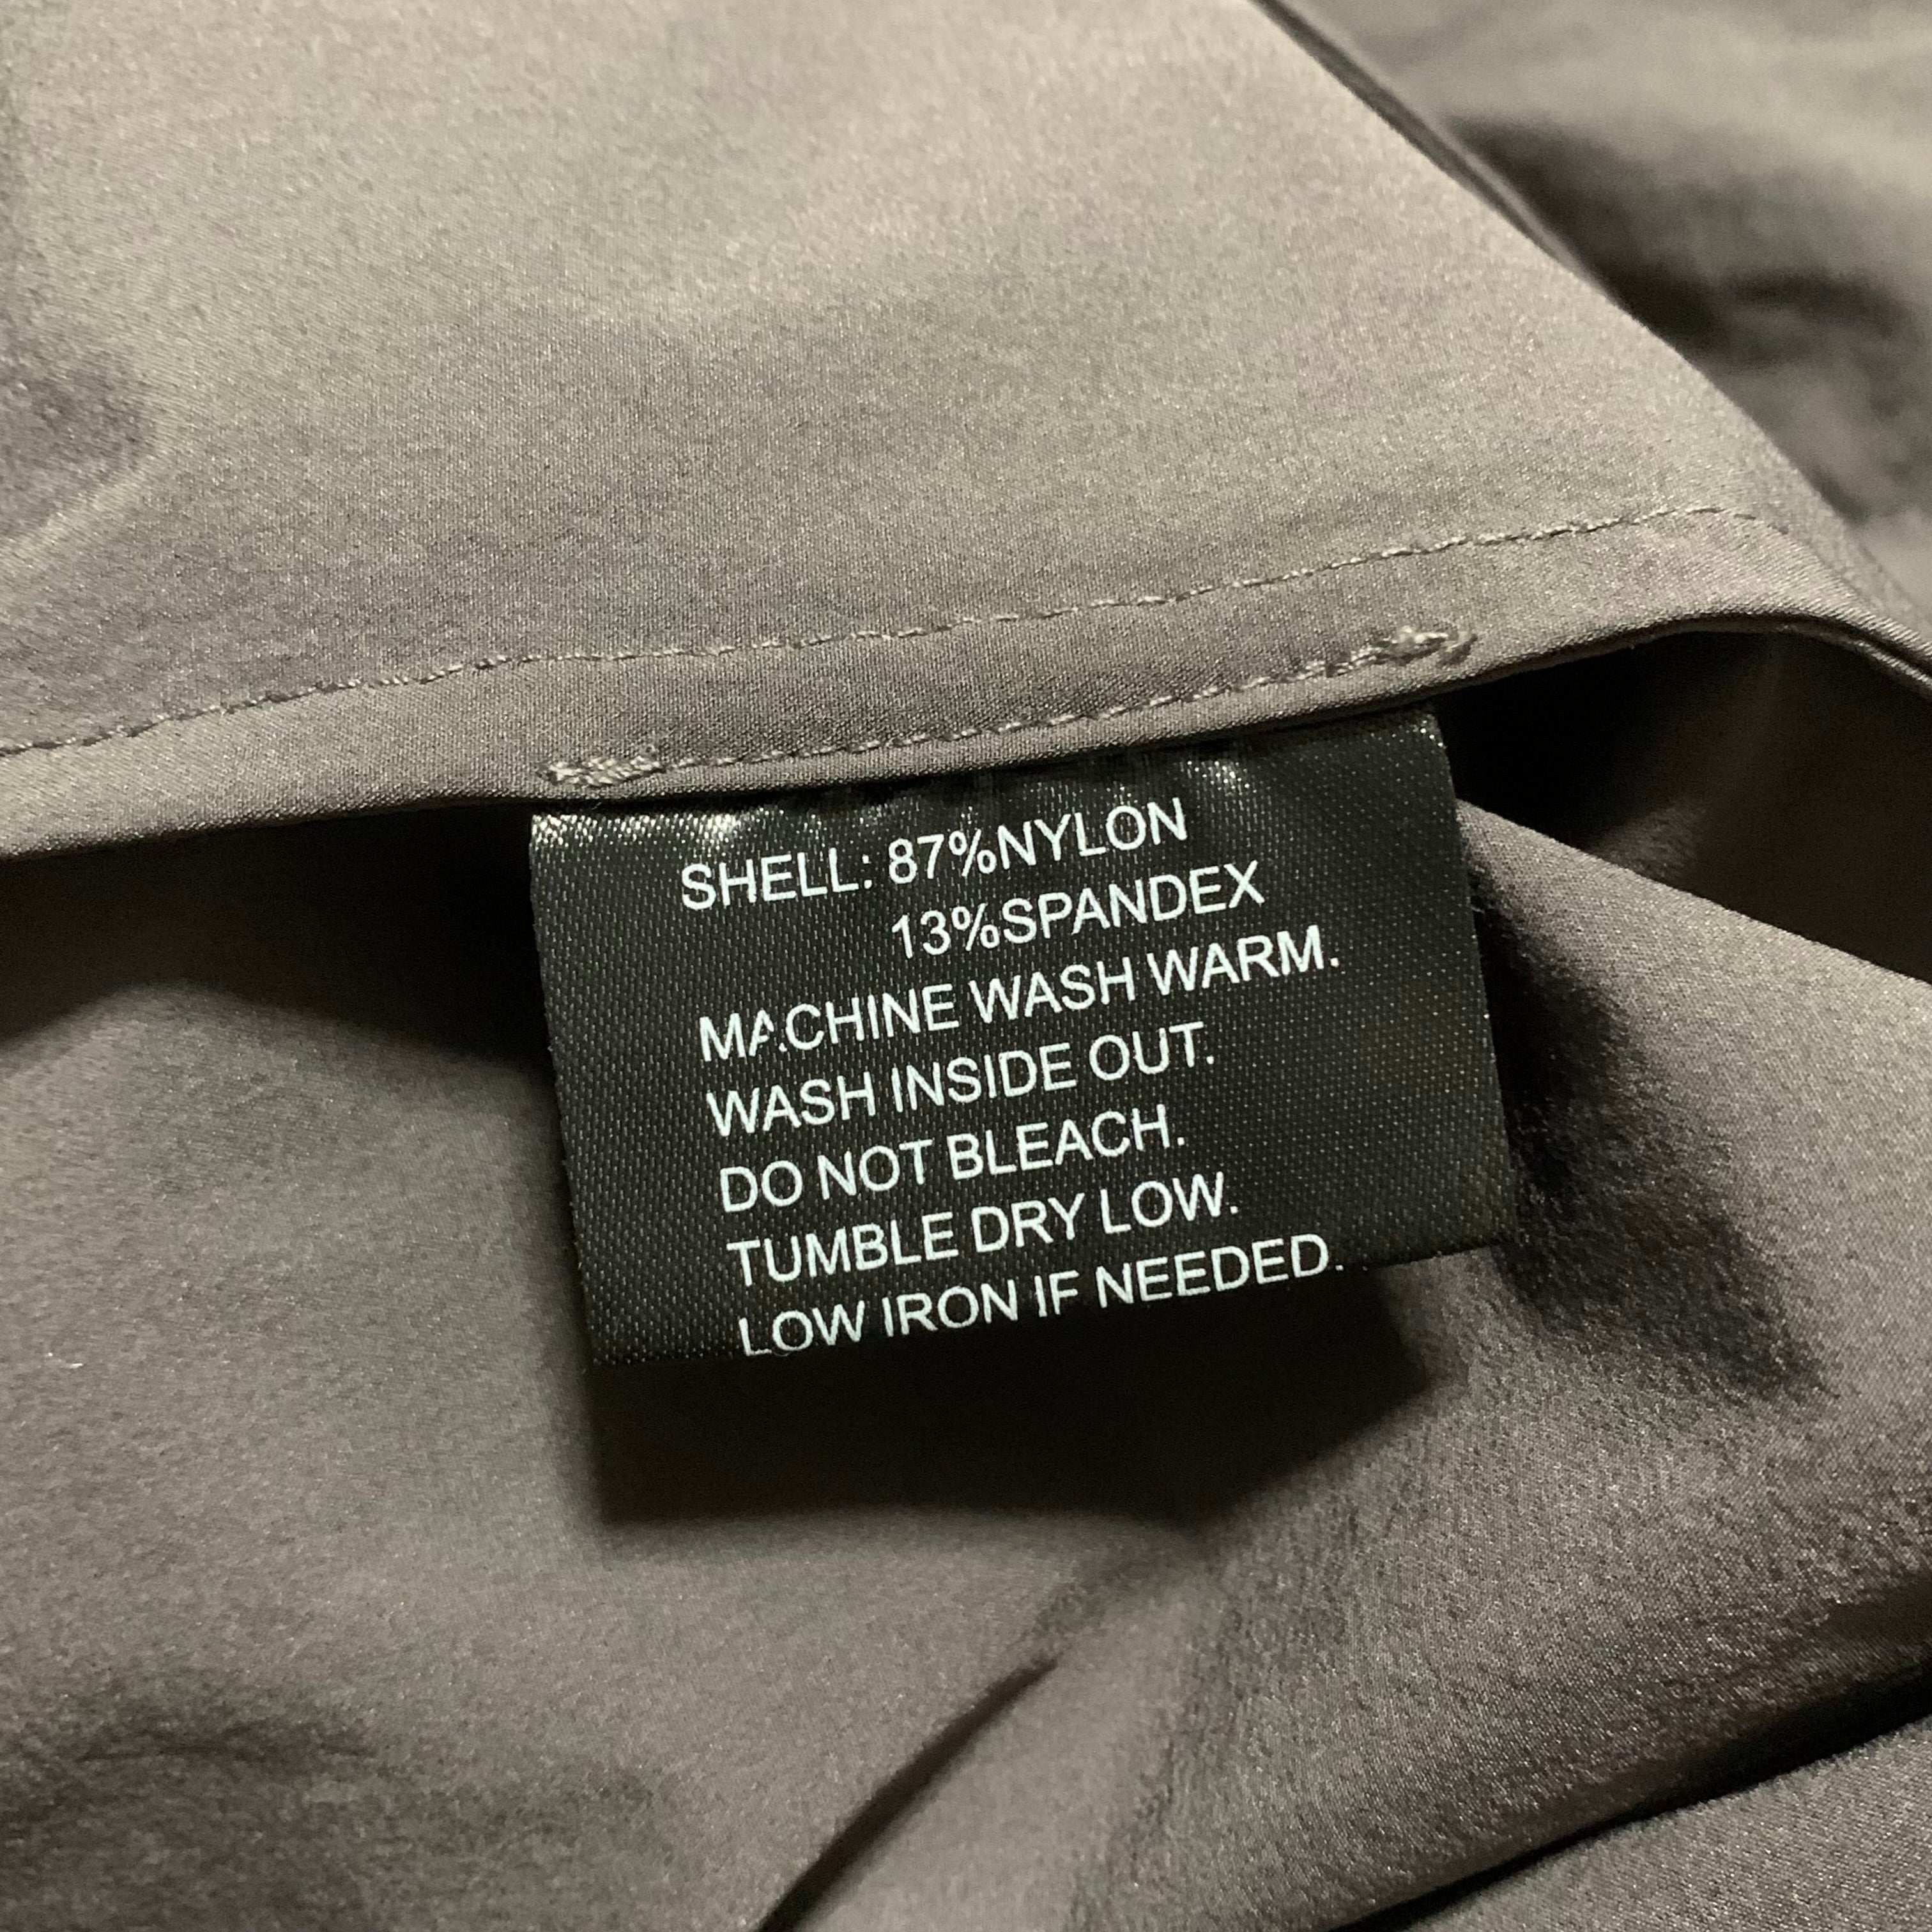 SHELL: 87%NYLON
13%SPANDEX
MACHINE WASH WARM.
WASH INSIDE OUT.
DO NOT BLEACH.
TUMBLE DRY LOW.
LOW IRON IF NEEDED.